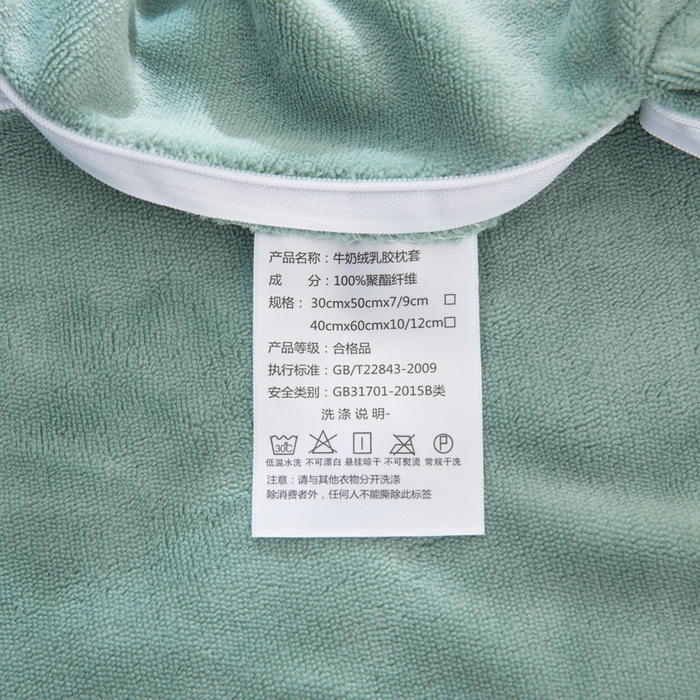 产品名称：牛奶绒乳胶枕套
成 分：100%聚酯纤维
规格：30cmx50cmx7/9cm □
40cmx60cmx10/12cm□
产品等级：合格品
执行标准：GB/T22843-2009
安全类别：GB31701-2015B类
洗涤说明-
30C P
低温水洗 不可漂白 悬挂晾干 不可熨烫 常规干洗
注意：请与其他衣物分开洗涤
除消费者外，任何人不能撕除此标签